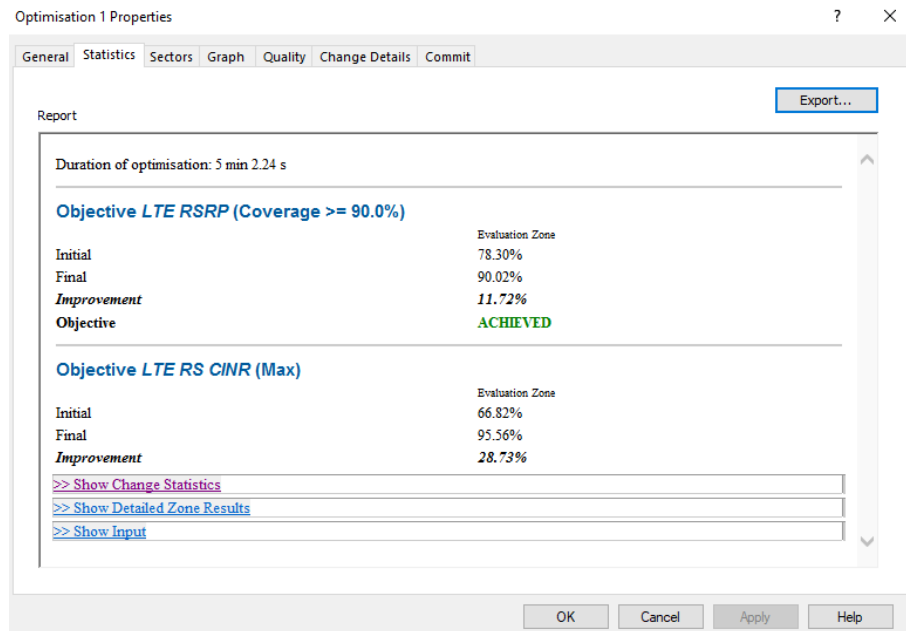 Optimisation 1 Properties ? ×
General Statistics Sectors Graph Quality Change Details Commit
Export...
Report
Duration of optimisation: 5 min 2.24 s
Objective LTE RSRP (Coverage >= 90.0%)
Evaluation Zone
Initial 78.30%
Final 90.02%
Improvement 11.72%
Objective ACHIEVED
Objective LTE RS CINR (Max)
Evaluation Zone
Initial 66.82%
Final 95.56%
Improvement 28.73%
>> Show Change Statistics
>> Show Detailed Zone Results
>> Show Input
OK Cancel Apply Help